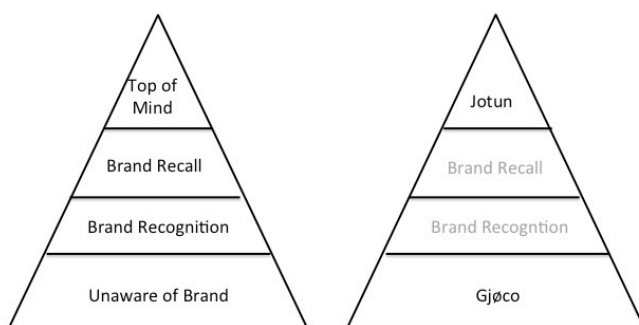 Top of
Mind
Brand Recall
Brand Recognition
Unaware of Brand
Jotun
Brand Recall
Brand Recogntion
Gjøco